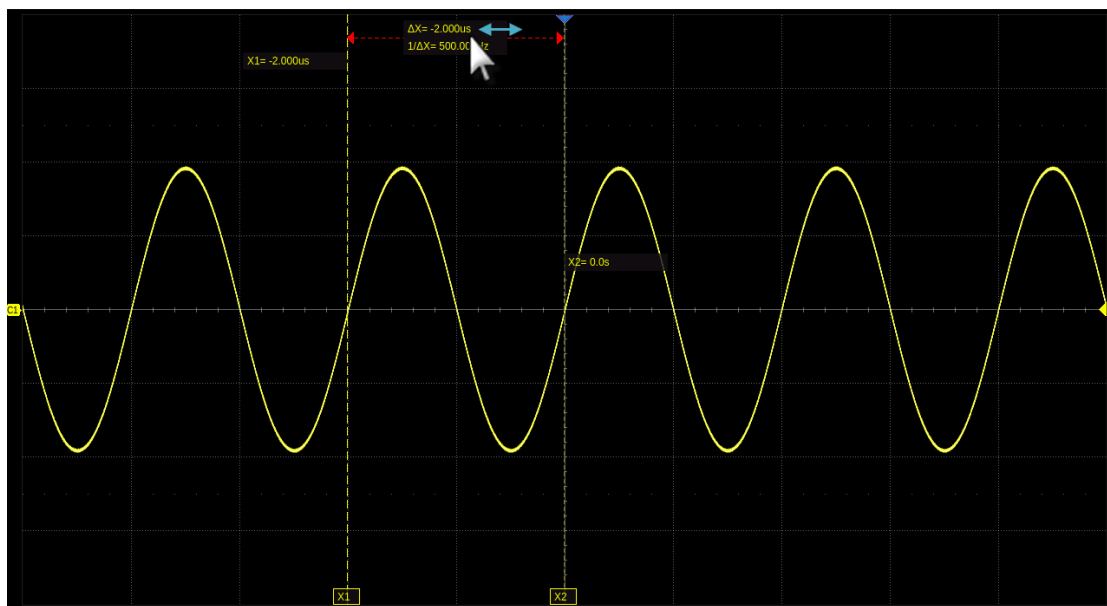 ΔX= -2.000us
1/ΔX= 500.00
X1= -2.000us
X2= 0.0s
C1
X1
X2